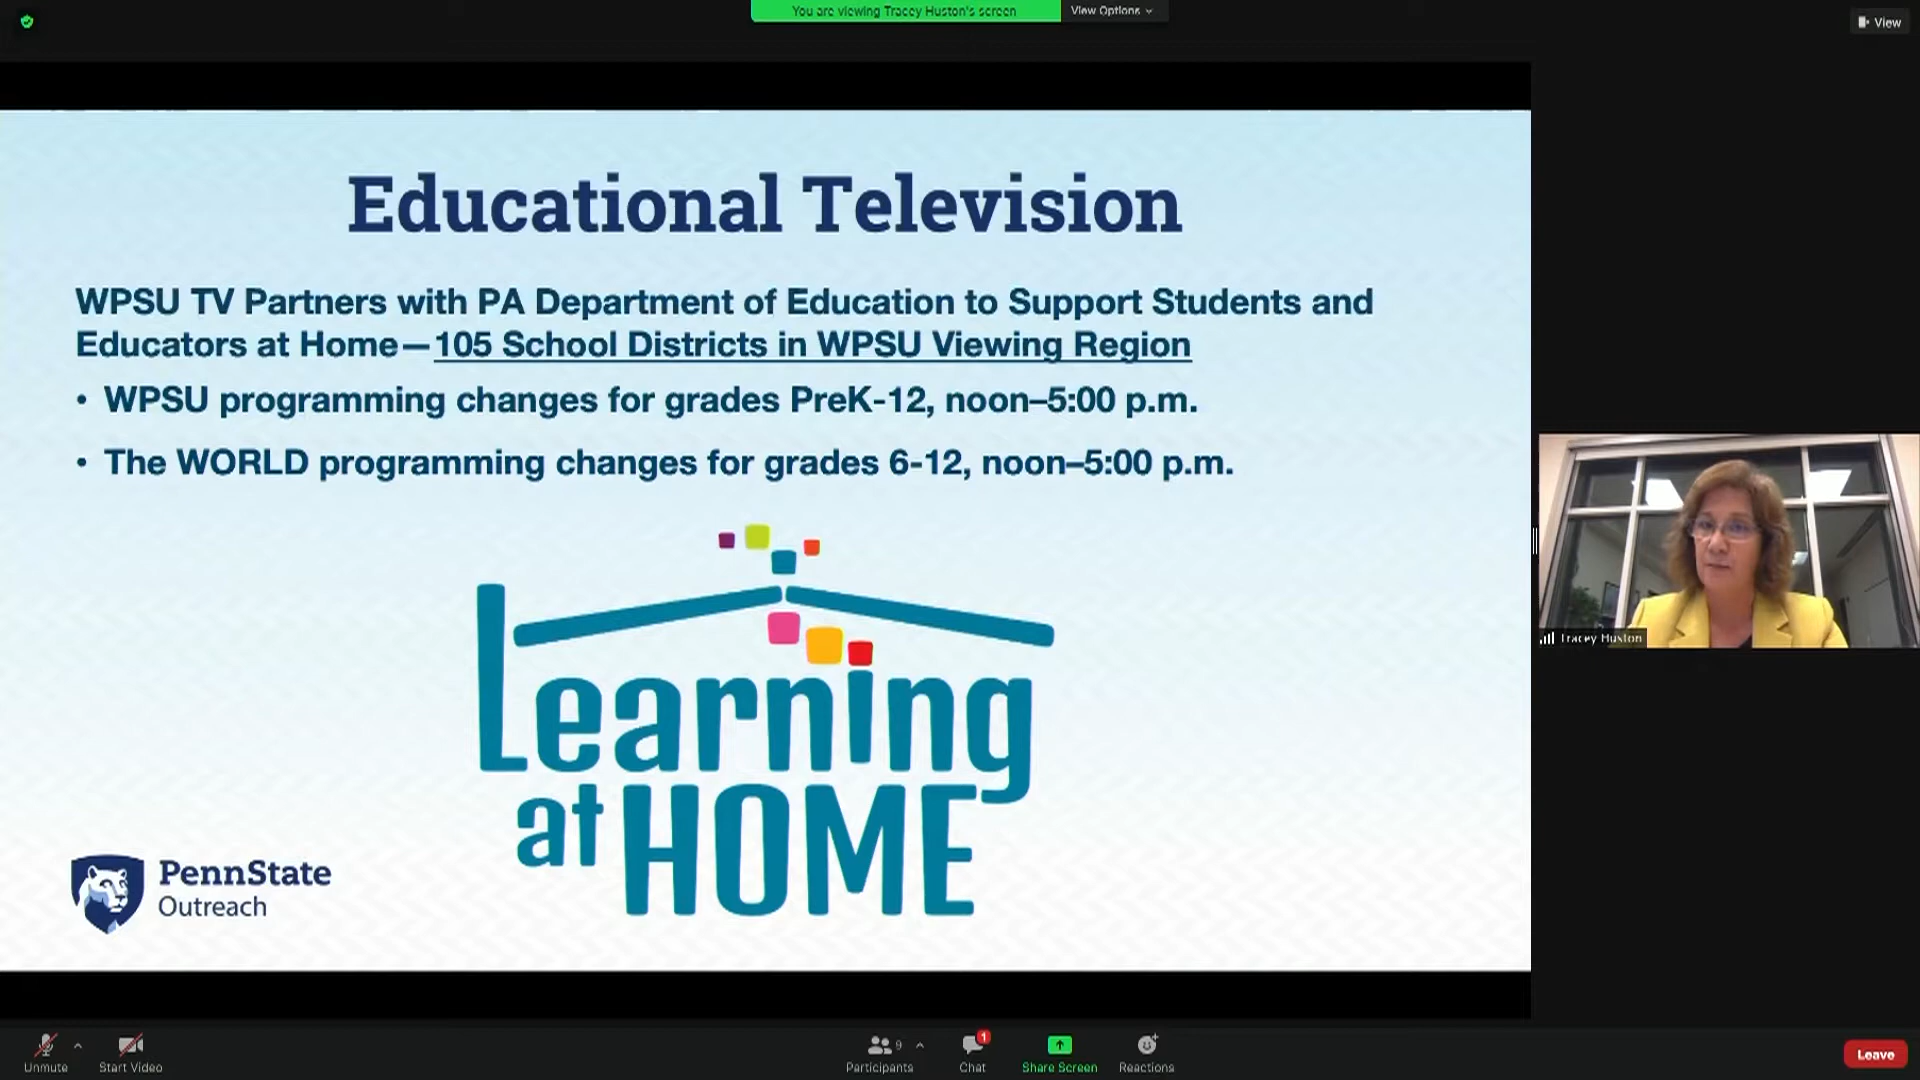 You are viewing Tracey Huston's screen
View Options
View
Educational Television
WPSU TV Partners with PA Department of Education to Support Students and
Educators at Home—105 School Districts in WPSU Viewing Region
• WPSU programming changes for grades PreK-12, noon–5:00 p.m.
• The WORLD programming changes for grades 6-12, noon–5:00 p.m.
Learning
at HOME
PennState
Outreach
Tracey Huston
Unmute
Start Video
Participants
9
Chat
1
Share Screen
Reactions
Leave